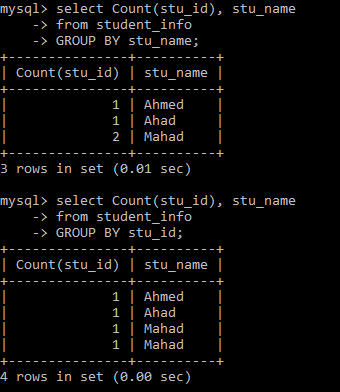 mysql> select Count(stu_id), stu_name
    -> from student_info
    -> GROUP BY stu_name;
+---------------+----------+
| Count(stu_id) | stu_name |
+---------------+----------+
|             1 | Ahmed    |
|             1 | Ahad     |
|             2 | Mahad    |
+---------------+----------+
3 rows in set (0.01 sec)

mysql> select Count(stu_id), stu_name
    -> from student_info
    -> GROUP BY stu_id;
+---------------+----------+
| Count(stu_id) | stu_name |
+---------------+----------+
|             1 | Ahmed    |
|             1 | Ahad     |
|             1 | Mahad    |
|             1 | Mahad    |
+---------------+----------+
4 rows in set (0.00 sec)